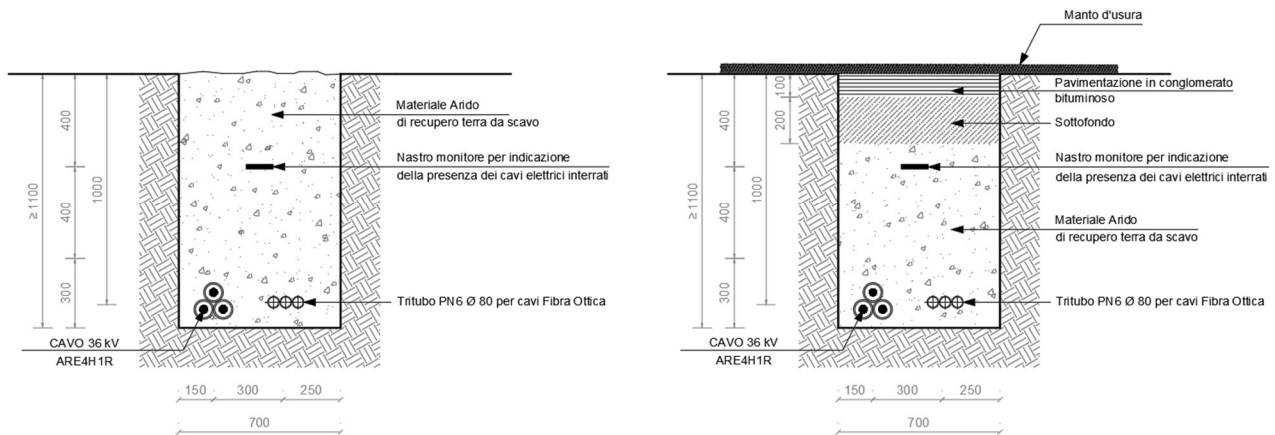 Materiale Arido
di recupero terra da scavo
Nastro monitore per indicazione
della presenza dei cavi elettrici interrati
Tritubo PN6 Ø 80 per cavi Fibra Ottica
CAVO 36 kV
ARE4H1R
≥1100
400
400
300
1000
150
300
250
700
Manto d'usura
Pavimentazione in conglomerato
bituminoso
Sottofondo
Nastro monitore per indicazione
della presenza dei cavi elettrici interrati
Materiale Arido
di recupero terra da scavo
Tritubo PN6 Ø 80 per cavi Fibra Ottica
CAVO 36 kV
ARE4H1R
≥1100
400
400
300
1000
100
200
150
300
250
700